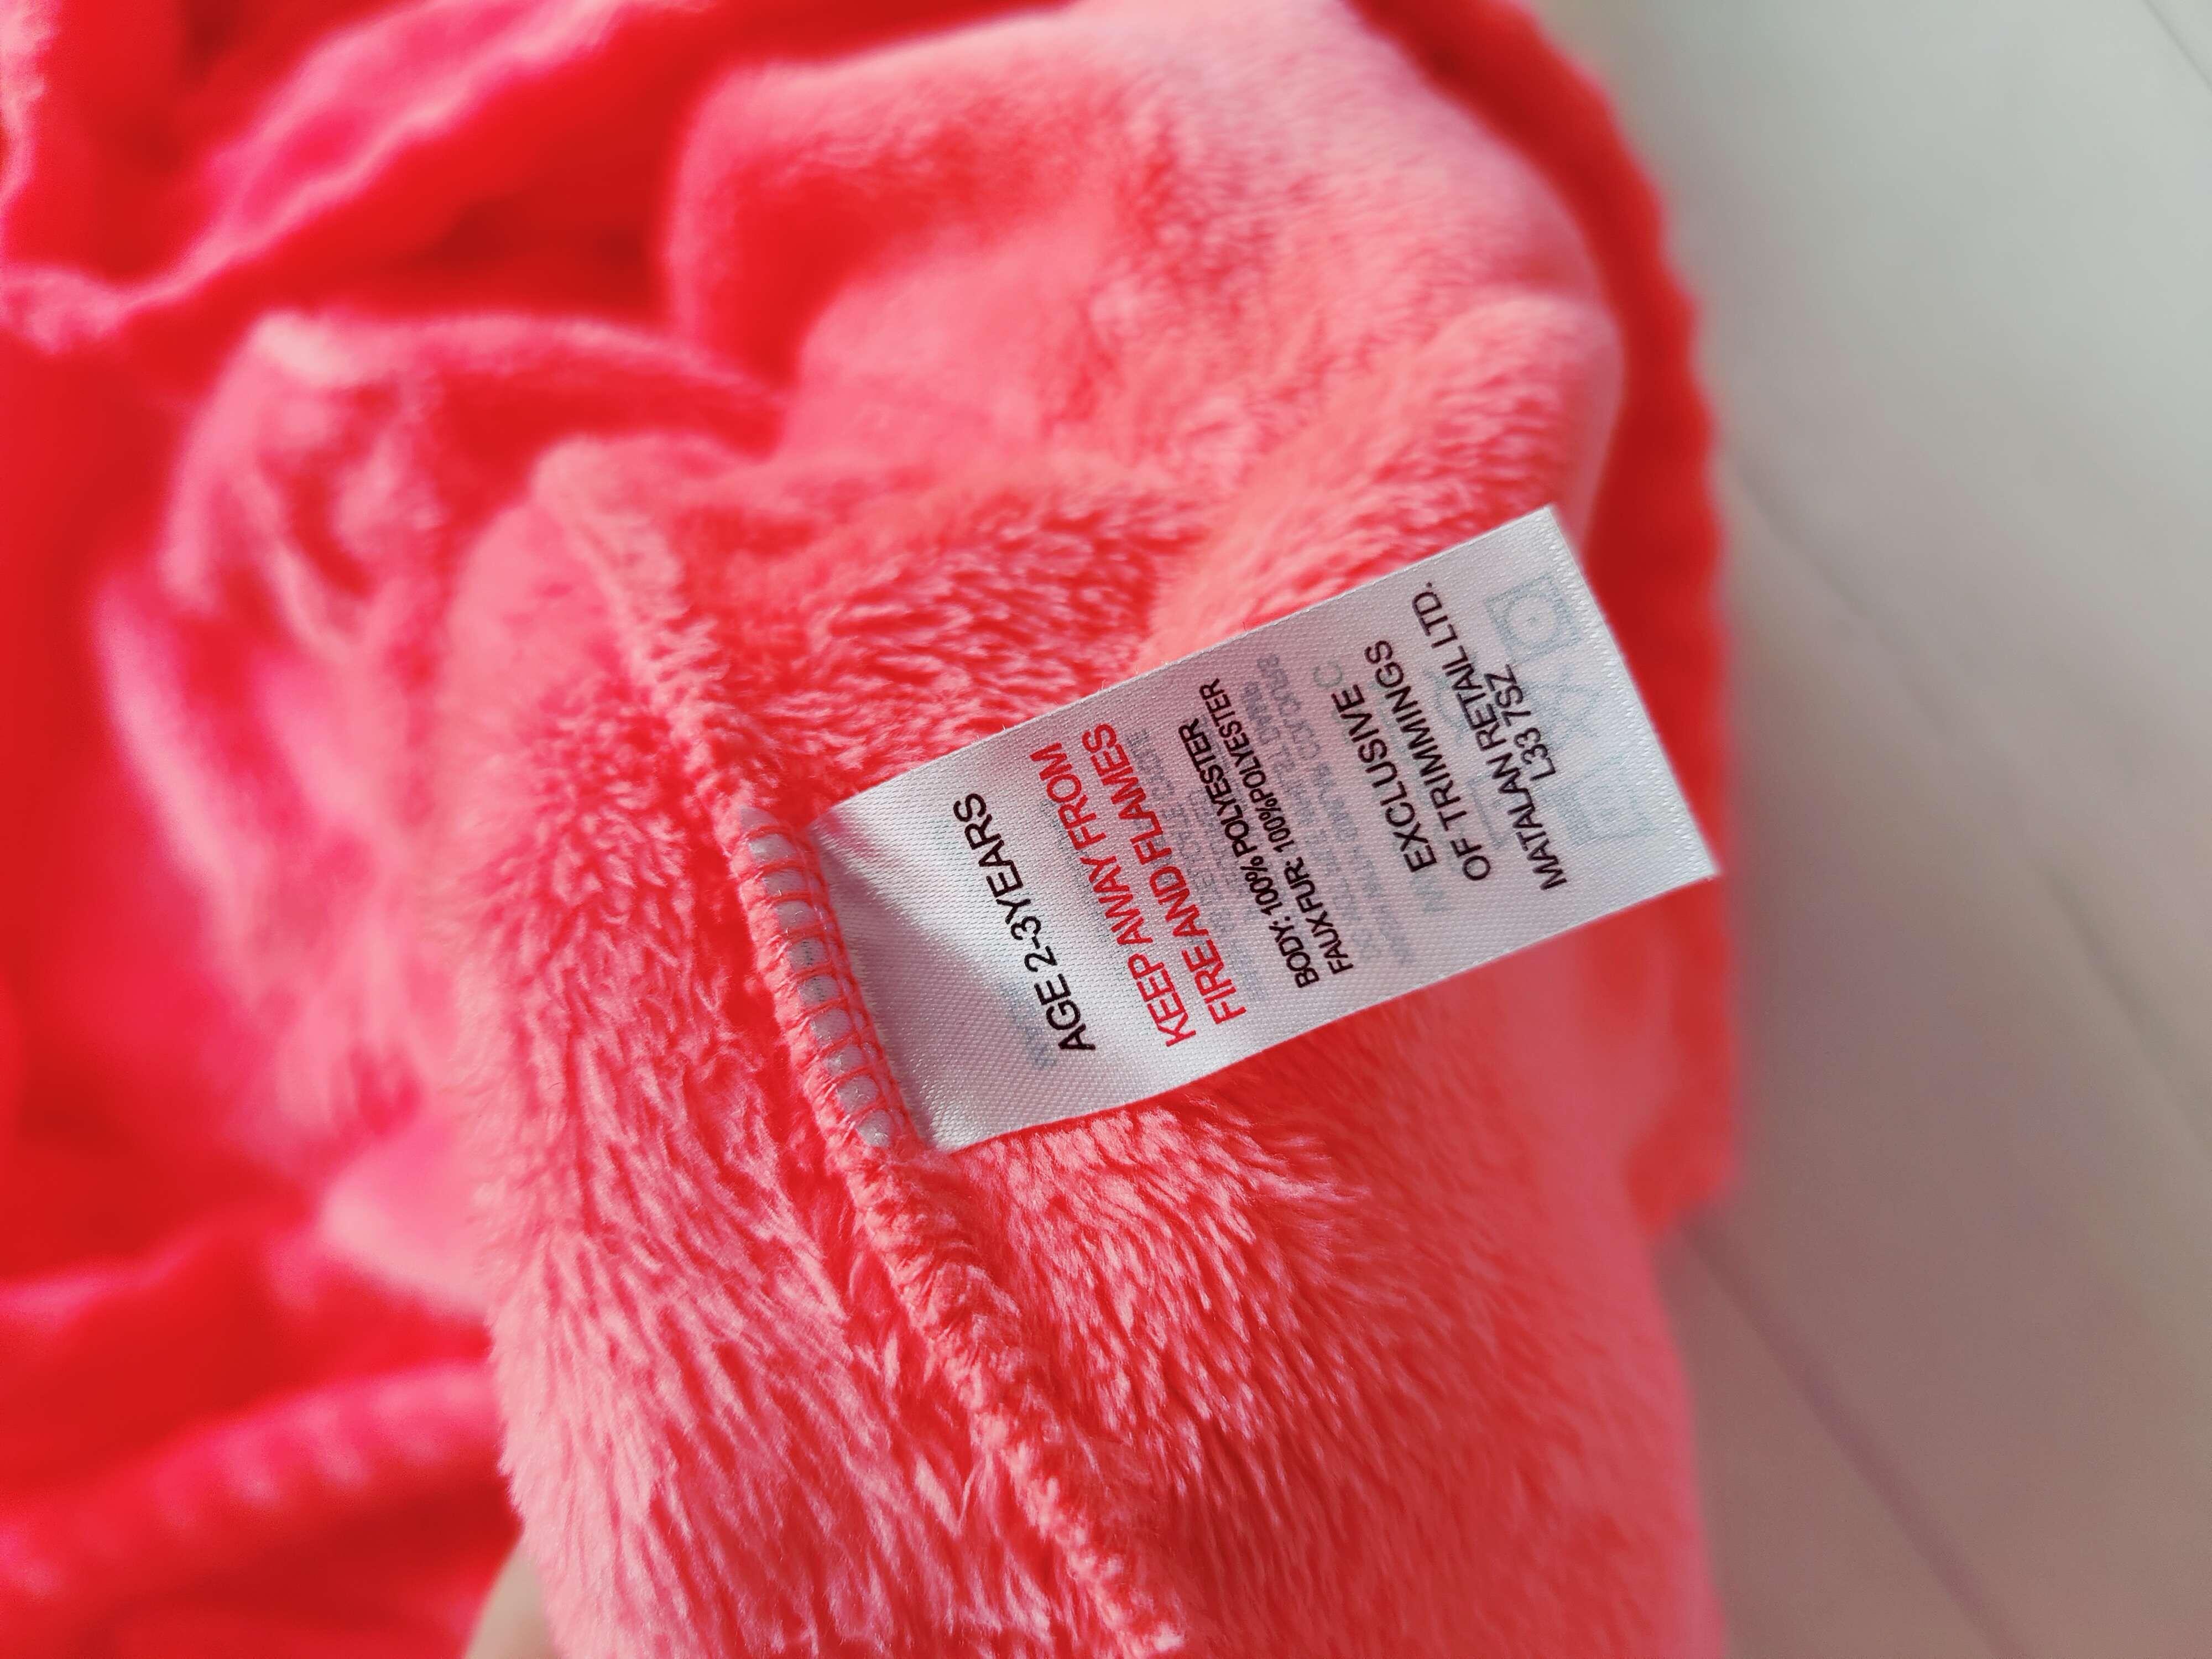 AGE 2-3YEARS
KEEP AWAY FROM
FIRE AND FLAMES
BODY: 100% POLYESTER
FAUX FUR: 100%POLYESTER
EXCLUSIVE
OF TRIMMMINGS
MATALAN RETAIL LTD.
L33 7SZ